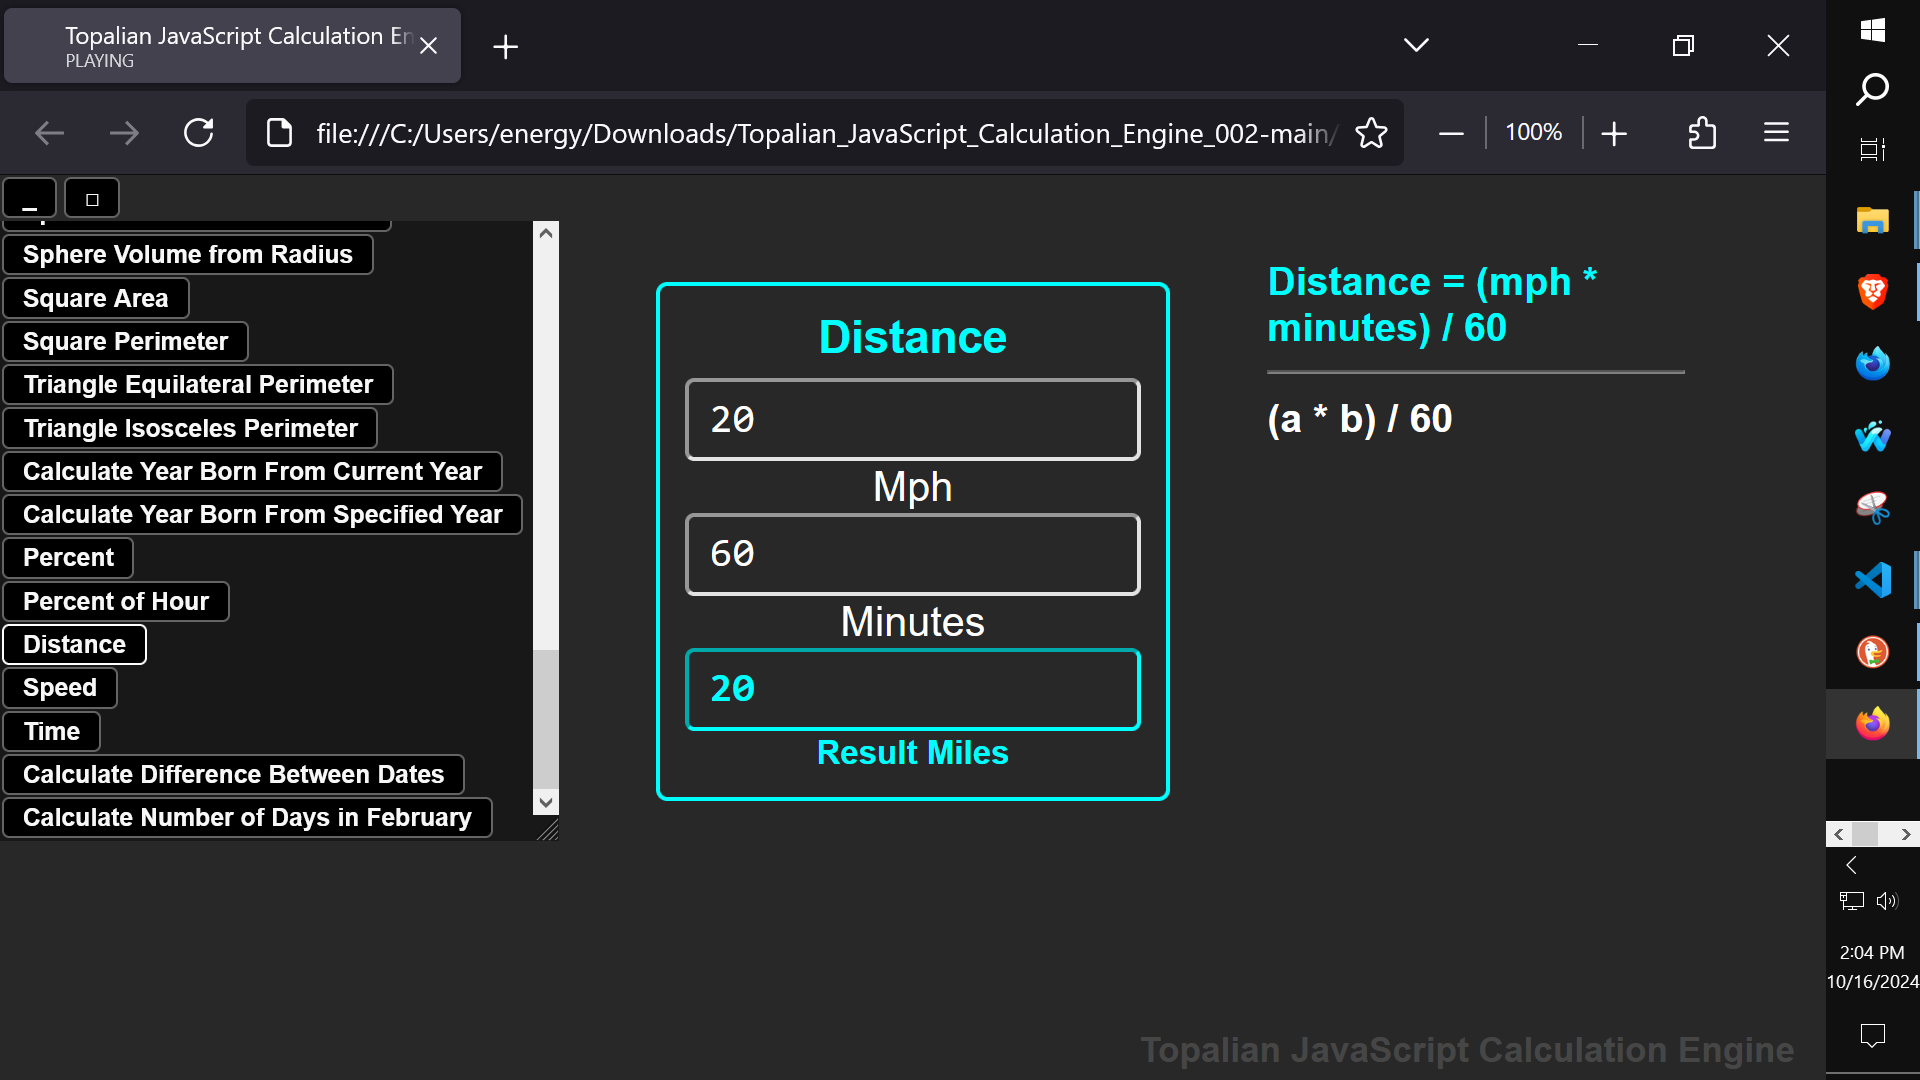 Topalian JavaScript Calculation En
PLAYING
file:///C:/Users/energy/Downloads/Topalian_JavaScript_Calculation_Engine_002-main/
100%
Sphere Volume from Radius
Square Area
Square Perimeter
Triangle Equilateral Perimeter
Triangle Isosceles Perimeter
Calculate Year Born From Current Year
Calculate Year Born From Specified Year
Percent
Percent of Hour
Distance
Speed
Time
Calculate Difference Between Dates
Calculate Number of Days in February
Distance
20
Mph
60
Minutes
20
Result Miles
Distance = (mph *
minutes) / 60
(a * b) / 60
Topalian JavaScript Calculation Engine
2:04 PM
10/16/2024